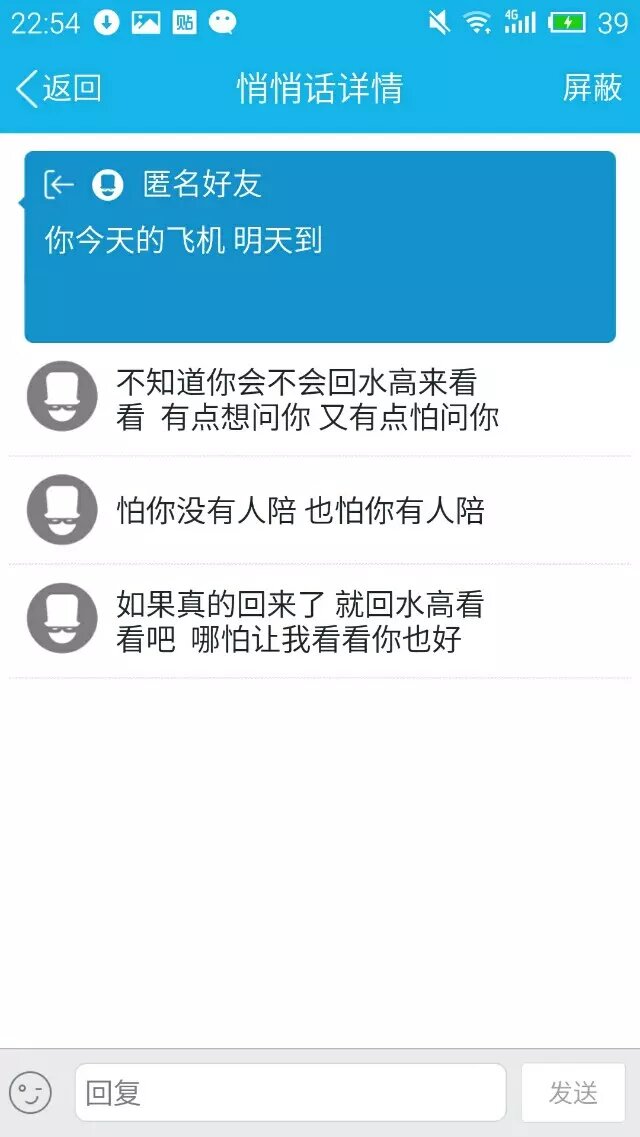 22:54 贴 4G 39
返回 悄悄话详情 屏蔽
匿名好友
你今天的飞机 明天到
不知道你会不会回水高来看
看 有点想问你 又有点怕问你
怕你没有人陪 也怕你有人陪
如果真的回来了 就回水高看
看吧 哪怕让我看看你也好
回复 发送